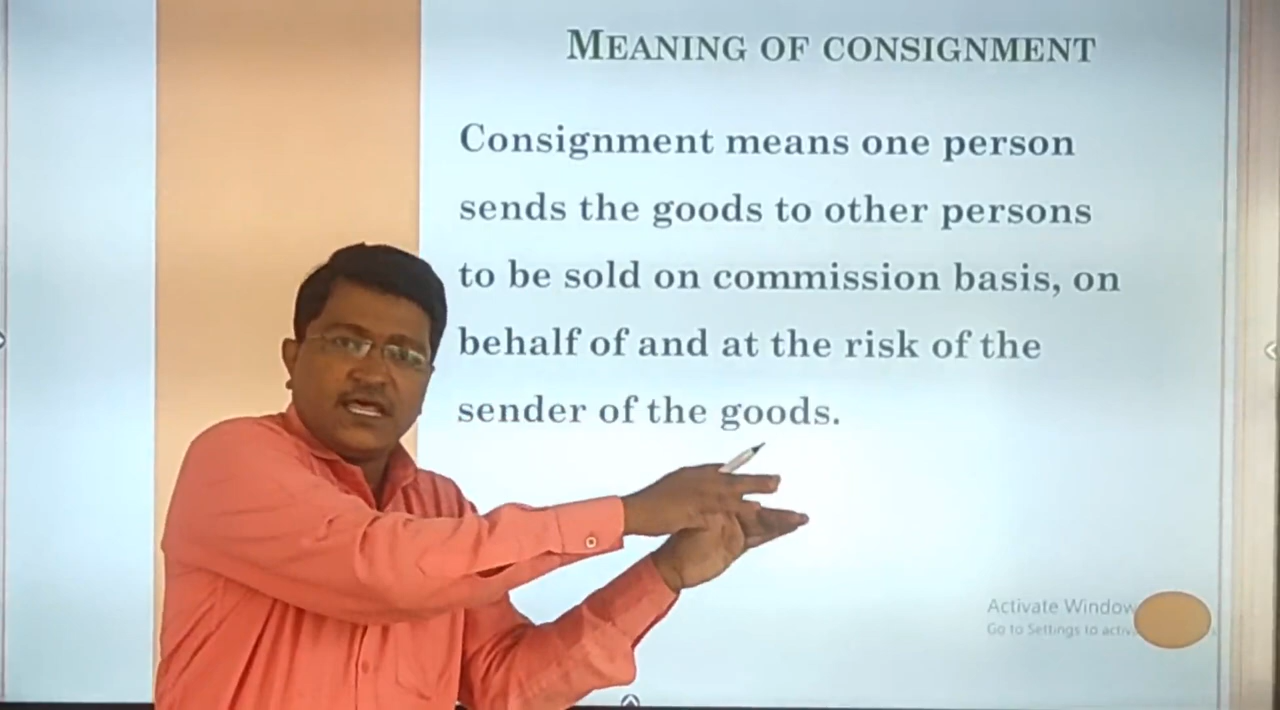 MEANING OF CONSIGNMENT
Consignment means one person
sends the goods to other persons
to be sold on commission basis, on
behalf of and at the risk of the
sender of the goods.
Activate Window
Go to Settings to activ